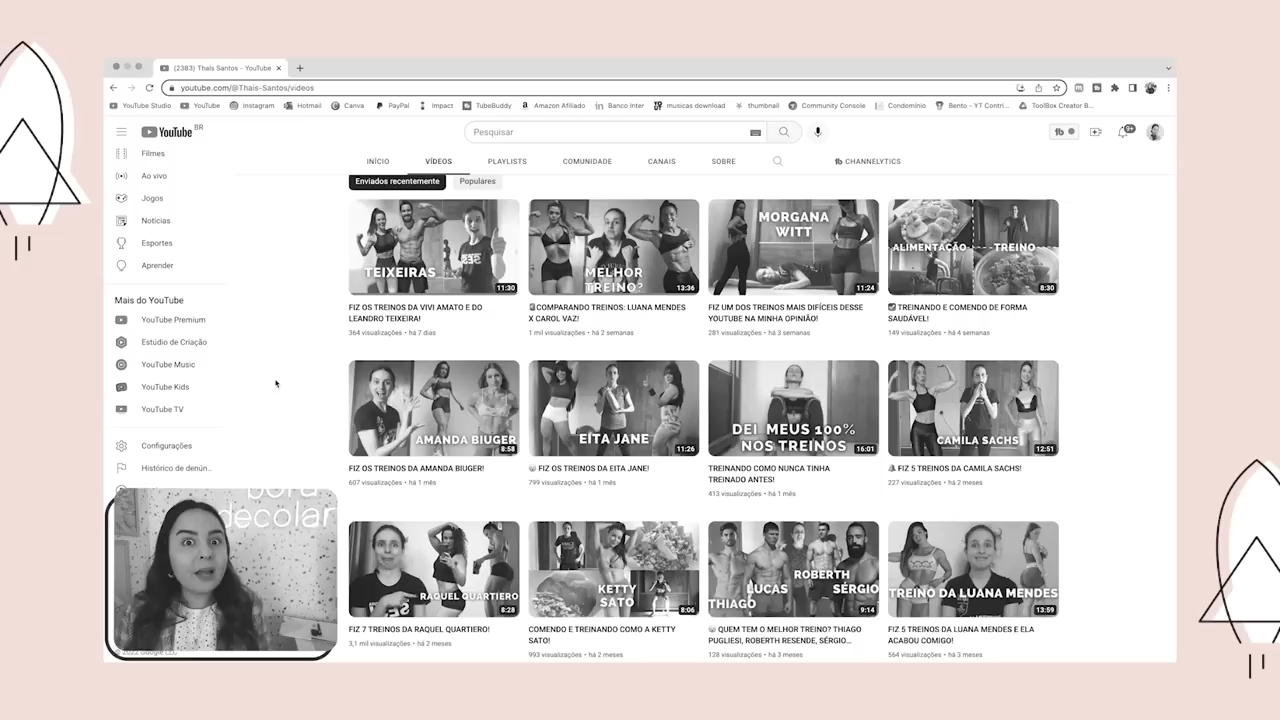 (2383) Thaís Santos - YouTube
youtube.com/@Thais-Santos/videos
YouTube Studio YouTube Instagram Hotmail Canva PayPal Impact TubeBuddy Amazon Afiliado Banco Inter musicas download thumbnail Community Console Condomínio Bento - YT Contri... ToolBox Creator B...
YouTube BR
Pesquisar
tb
9+
Filmes
Ao vivo
Jogos
Notícias
Esportes
Aprender
Mais do YouTube
YouTube Premium
Estúdio de Criação
YouTube Music
YouTube Kids
YouTube TV
Configurações
Histórico de denún...
INÍCIO VÍDEOS PLAYLISTS COMUNIDADE CANAIS SOBRE tb CHANNELYTICS
Enviados recentemente Populares
TEIXEIRAS
11:30
FIZ OS TREINOS DA VIVI AMATO E DO
LEANDRO TEIXEIRA!
364 visualizações • há 7 dias
MELHOR
TREINO?
13:36
COMPARANDO TREINOS: LUANA MENDES
X CAROL VAZ!
1 mil visualizações • há 2 semanas
MORGANA
WITT
11:24
FIZ UM DOS TREINOS MAIS DIFÍCEIS DESSE
YOUTUBE NA MINHA OPINIÃO!
281 visualizações • há 3 semanas
ALIMENTAÇÃO TREINO
8:30
TREINANDO E COMENDO DE FORMA
SAUDÁVEL!
149 visualizações • há 4 semanas
AMANDA BIUGER
8:58
FIZ OS TREINOS DA AMANDA BIUGER!
607 visualizações • há 1 mês
EITA JANE
11:26
FIZ OS TREINOS DA EITA JANE!
799 visualizações • há 1 mês
DEI MEUS 100%
NOS TREINOS
16:01
TREINANDO COMO NUNCA TINHA
TREINADO ANTES!
413 visualizações • há 1 mês
CAMILA SACHS
12:51
FIZ 5 TREINOS DA CAMILA SACHS!
227 visualizações • há 2 meses
RAQUEL QUARTIERO
8:28
FIZ 7 TREINOS DA RAQUEL QUARTIERO!
3,1 mil visualizações • há 2 meses
KETTY
SATO
8:06
COMENDO E TREINANDO COMO A KETTY
SATO!
993 visualizações • há 2 meses
ROBERTH
LUCAS SÉRGIO
THIAGO
9:14
QUEM TEM O MELHOR TREINO? THIAGO
PUGLIESI, ROBERTH RESENDE, SÉRGIO...
128 visualizações • há 3 meses
TREINO DA LUANA MENDES
13:59
FIZ 5 TREINOS DA LUANA MENDES E ELA
ACABOU COMIGO!
564 visualizações • há 3 meses
bora
decolar